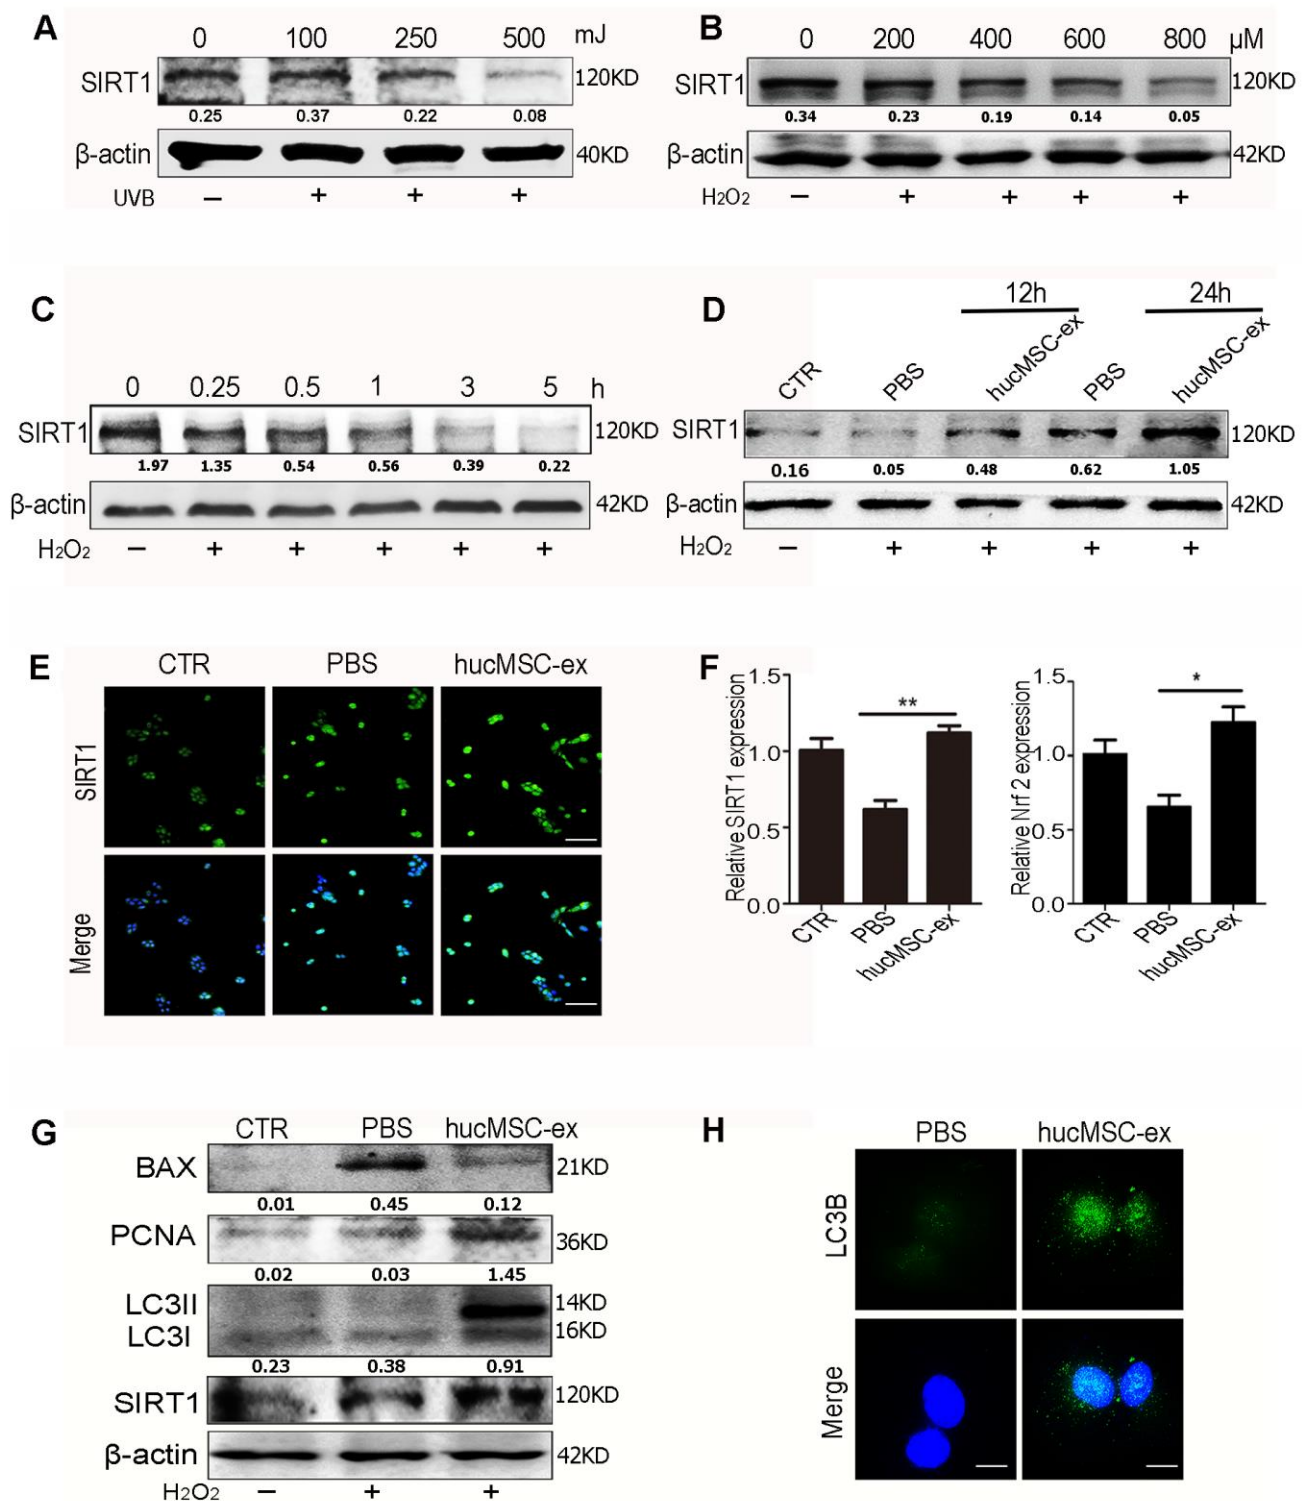 A
0 100 250 500 mJ
SIRT1 120KD
0.25 0.37 0.22 0.08
β-actin 40KD
UVB − + + +
B
0 200 400 600 800 μM
SIRT1 120KD
0.34 0.23 0.19 0.14 0.05
β-actin 42KD
H₂O₂ − + + + +
C
0 0.25 0.5 1 3 5 h
SIRT1 120KD
1.97 1.35 0.54 0.56 0.39 0.22
β-actin 42KD
H₂O₂ − + + + + +
D
12h 24h
CTR PBS hucMSC-ex PBS hucMSC-ex
SIRT1 120KD
0.16 0.05 0.48 0.62 1.05
β-actin 42KD
H₂O₂ − + + + +
E
CTR PBS hucMSC-ex
SIRT1
Merge
F
Relative SIRT1 expression
1.5
1.0
0.5
0.0
**
CTR PBS hucMSC-ex
Relative Nrf 2 expression
1.5
1.0
0.5
0.0
*
CTR PBS hucMSC-ex
G
CTR PBS hucMSC-ex
BAX 21KD
0.01 0.45 0.12
PCNA 36KD
0.02 0.03 1.45
LC3II 14KD
LC3I 16KD
0.23 0.38 0.91
SIRT1 120KD
β-actin 42KD
H₂O₂ − + +
H
PBS hucMSC-ex
LC3B
Merge